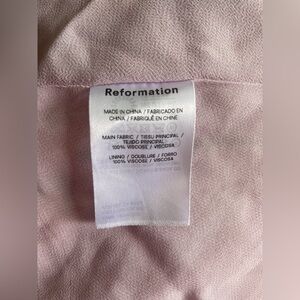 Reformation
MADE IN CHINA / FABRICADO EN
CHINA / FABRIQUÉ EN CHINE
MAIN FABRIC / TISSU PRINCIPAL /
TEJIDO PRINCIPAL
100% VISCOSE / VISCOSA
LINING / DOUBLURE / FORRO
100% VISCOSE / VISCOSA